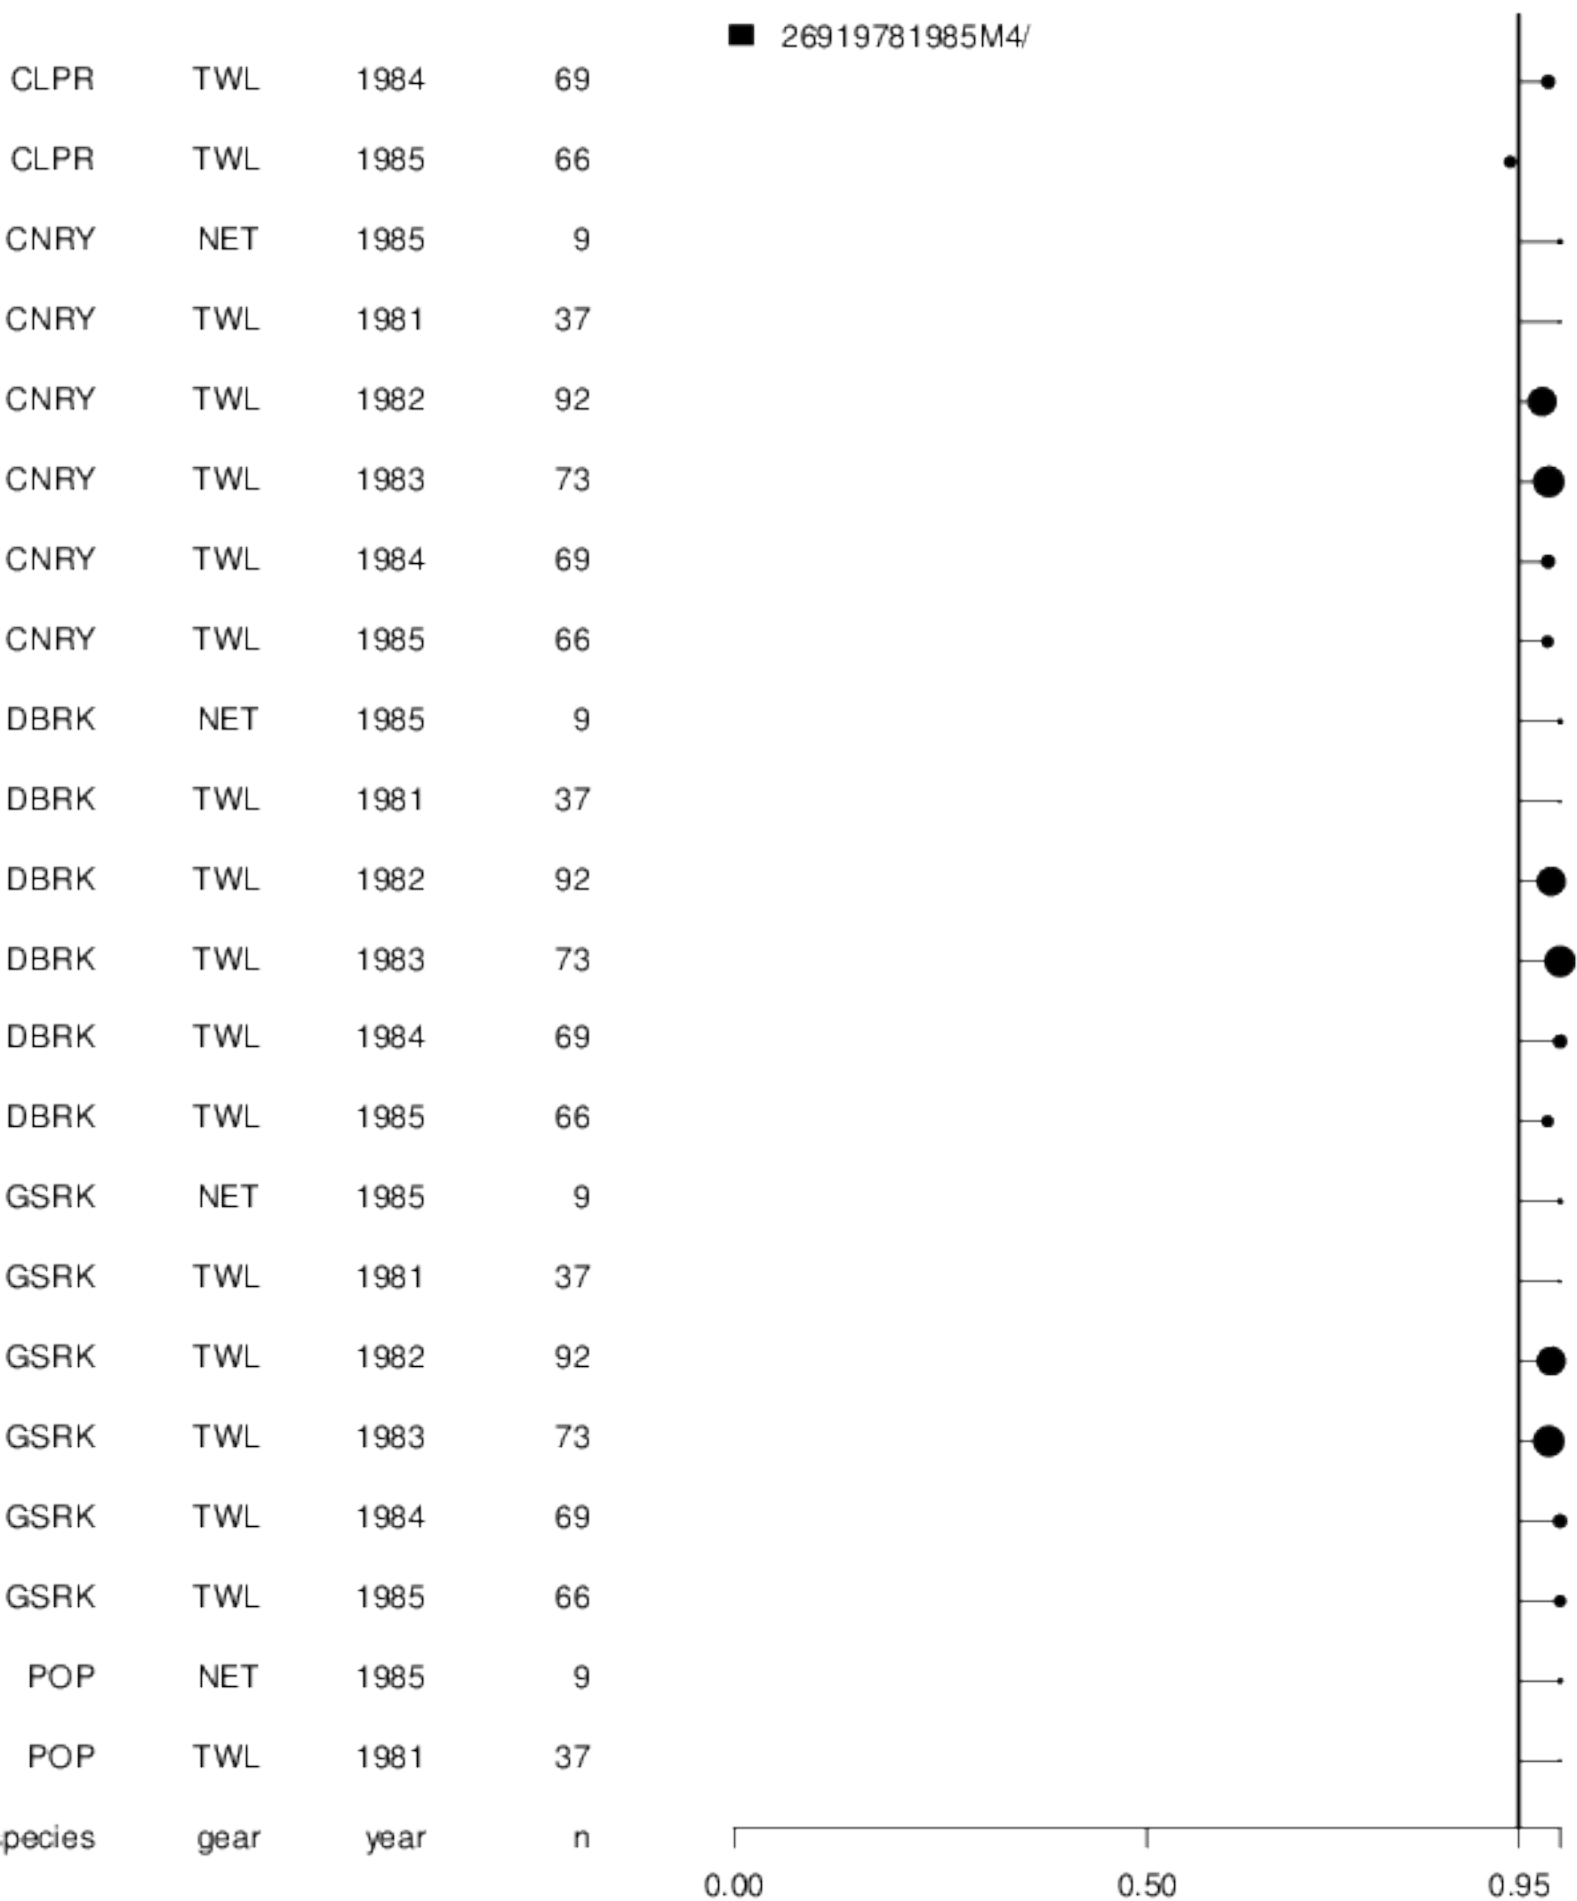 26919781985M4/
CLPR TWL 1984 69
CLPR TWL 1985 66
CNRY NET 1985 9
CNRY TWL 1981 37
CNRY TWL 1982 92
CNRY TWL 1983 73
CNRY TWL 1984 69
CNRY TWL 1985 66
DBRK NET 1985 9
DBRK TWL 1981 37
DBRK TWL 1982 92
DBRK TWL 1983 73
DBRK TWL 1984 69
DBRK TWL 1985 66
GSRK NET 1985 9
GSRK TWL 1981 37
GSRK TWL 1982 92
GSRK TWL 1983 73
GSRK TWL 1984 69
GSRK TWL 1985 66
POP NET 1985 9
POP TWL 1981 37
pecies gear year n
0.00 0.50 0.95